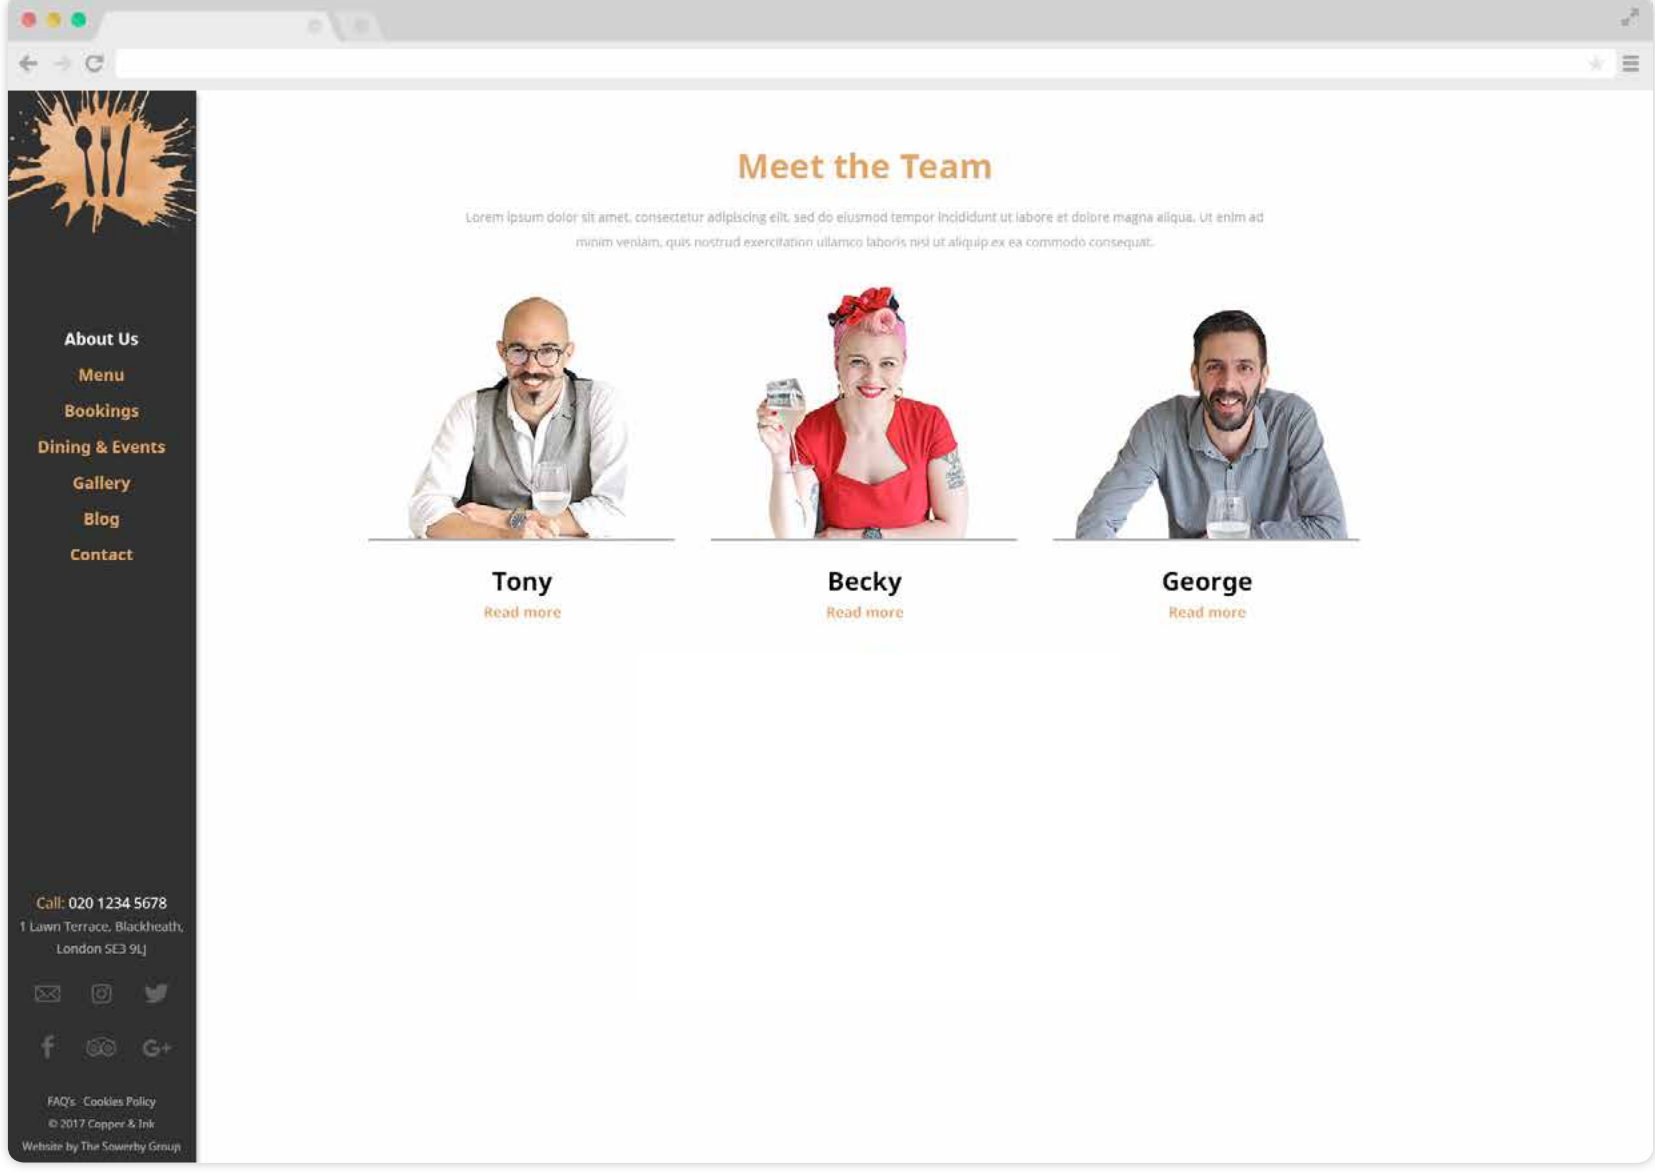 Meet the Team
Lorem ipsum dolor sit amet, consectetur adipiscing elit, sed do eiusmod tempor incididunt ut labore et dolore magna aliqua. Ut enim ad
minim veniam, quis nostrud exercitation ullamco laboris nisi ut aliquip ex ea commodo consequat.
About Us
Menu
Bookings
Dining & Events
Gallery
Blog
Contact
Tony
Read more
Becky
Read more
George
Read more
Call: 020 1234 5678
1 Lawn Terrace, Blackheath,
London SE3 9LJ
FAQ's Cookies Policy
© 2017 Copper & Ink
Website by The Sowerby Group